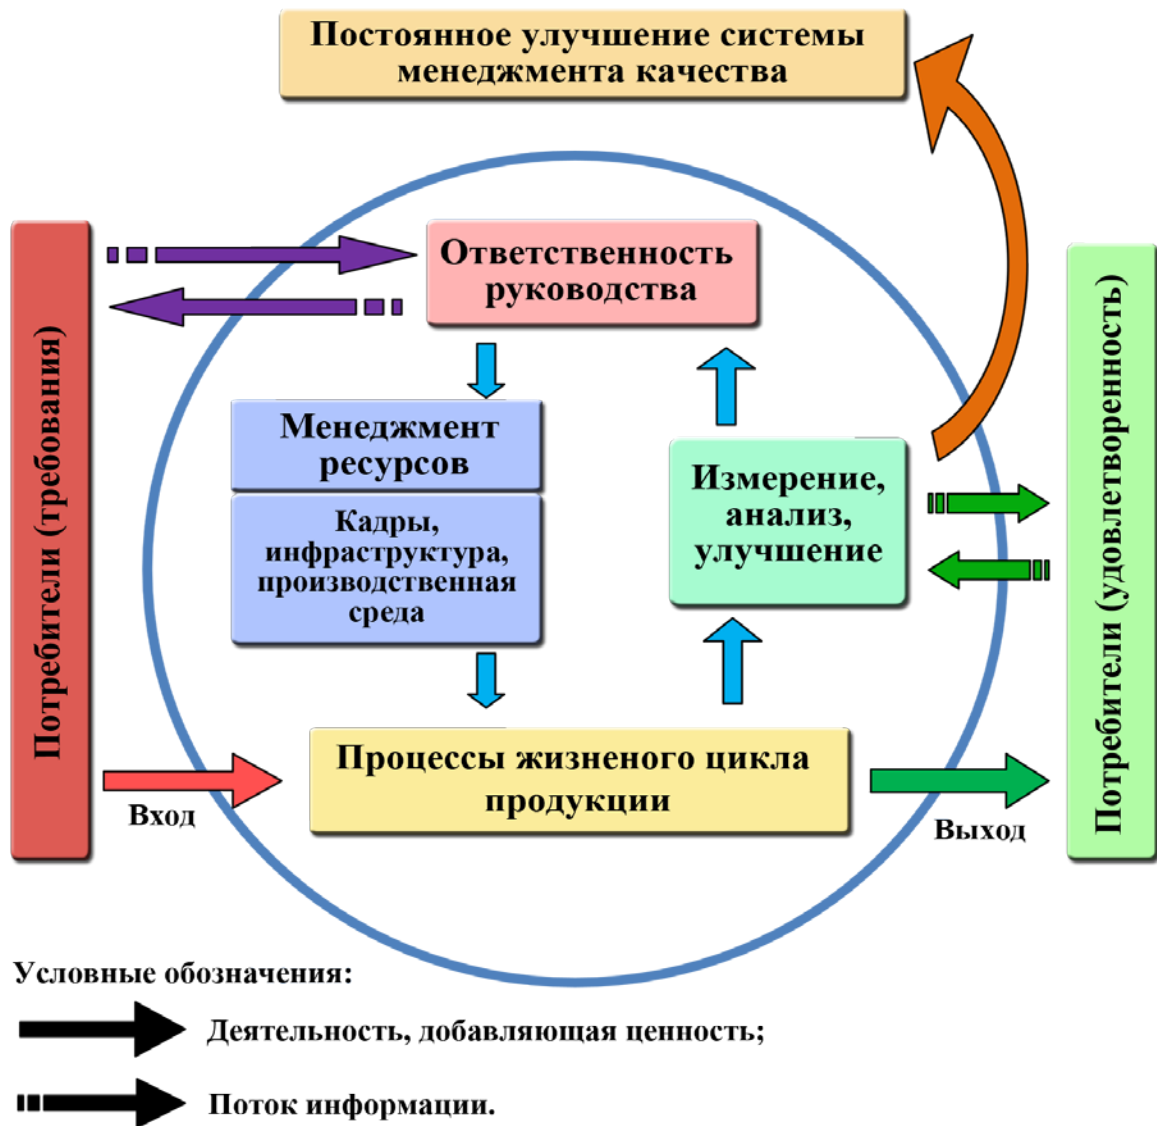 Постоянное улучшение системы
менеджмента качества
Потребители (требования)
Ответственность
руководства
Менеджмент
ресурсов
Кадры,
инфраструктура,
производственная
среда
Измерение,
анализ,
улучшение
Потребители (удовлетворенность)
Процессы жизненого цикла
продукции
Вход
Выход
Условные обозначения:
Деятельность, добавляющая ценность;
Поток информации.